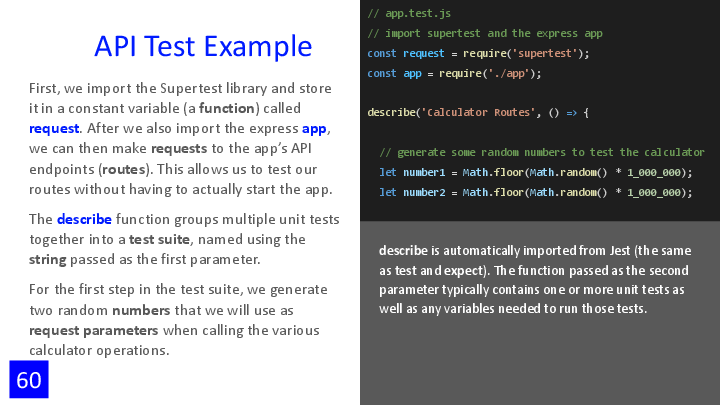 API Test Example
First, we import the Supertest library and store
it in a constant variable (a function) called
request. After we also import the express app,
we can then make requests to the app's API
endpoints (routes). This allows us to test our
routes without having to actually start the app.
The describe function groups multiple unit tests
together into a test suite, named using the
string passed as the first parameter.
For the first step in the test suite, we generate
two random numbers that we will use as
request parameters when calling the various
calculator operations.
60
// app.test.js
// import supertest and the express app
const request = require('supertest');
const app = require('./app');
describe('Calculator Routes', () => {
// generate some random numbers to test the calculator
let number1 = Math.floor(Math.random() * 1_000_000);
let number2 = Math.floor(Math.random() * 1_000_000);
describe is automatically imported from Jest (the same
as test and expect). The function passed as the second
parameter typically contains one or more unit tests as
well as any variables needed to run those tests.